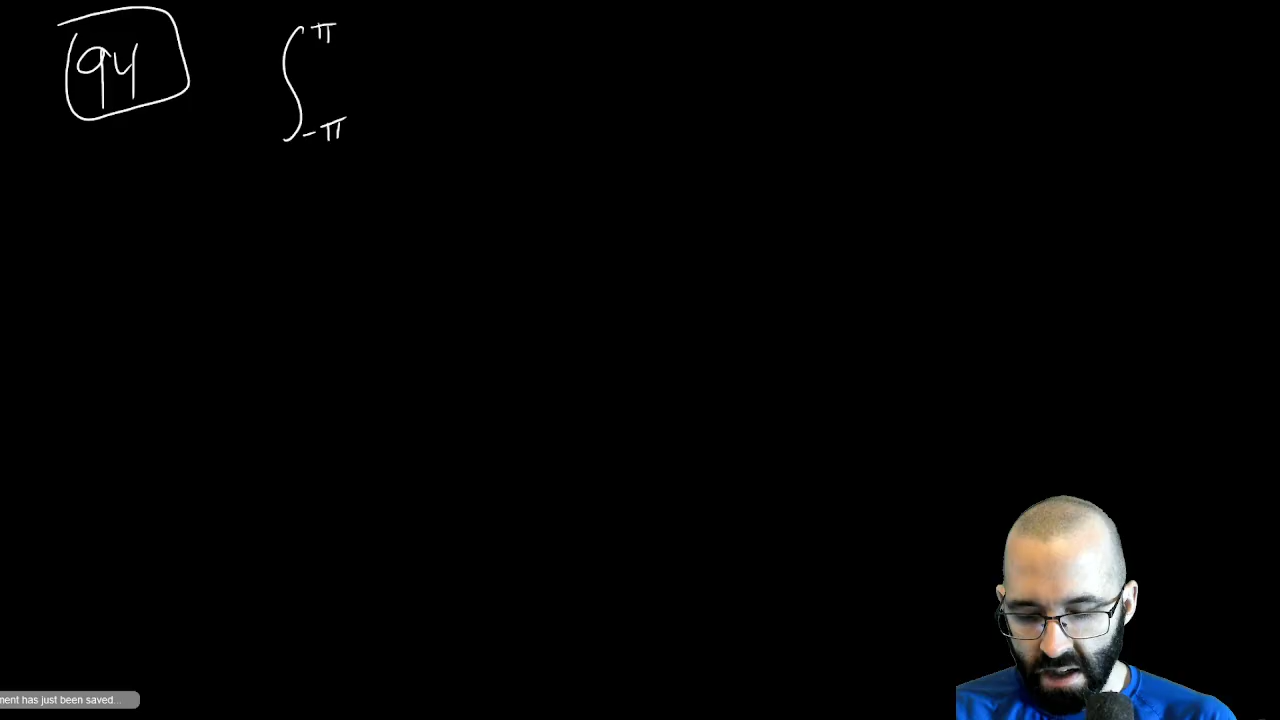 94 ∫_{-π}^{π}
ment has just been saved...